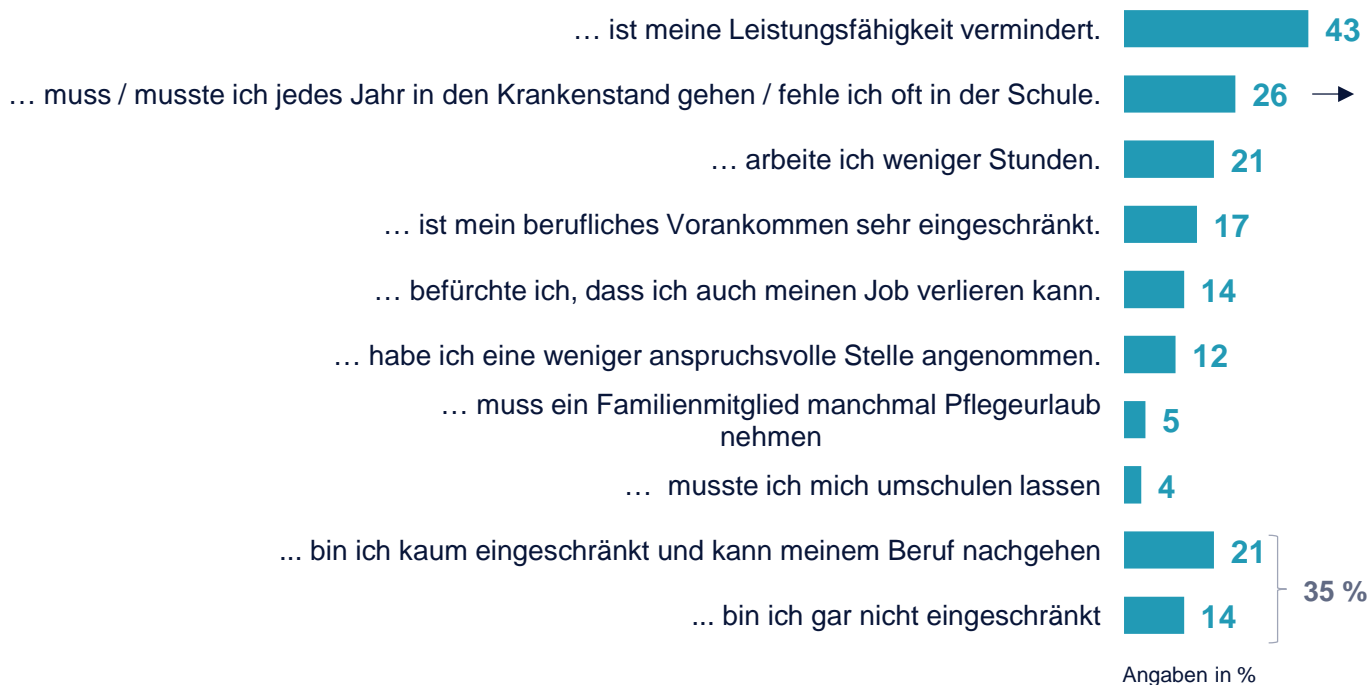 … ist meine Leistungsfähigkeit vermindert. 43
… muss / musste ich jedes Jahr in den Krankenstand gehen / fehle ich oft in der Schule. 26
… arbeite ich weniger Stunden. 21
… ist mein berufliches Vorankommen sehr eingeschränkt. 17
… befürchte ich, dass ich auch meinen Job verlieren kann. 14
… habe ich eine weniger anspruchsvolle Stelle angenommen. 12
… muss ein Familienmitglied manchmal Pflegeurlaub
nehmen 5
… musste ich mich umschulen lassen 4
... bin ich kaum eingeschränkt und kann meinem Beruf nachgehen 21
35 %
... bin ich gar nicht eingeschränkt 14
Angaben in %